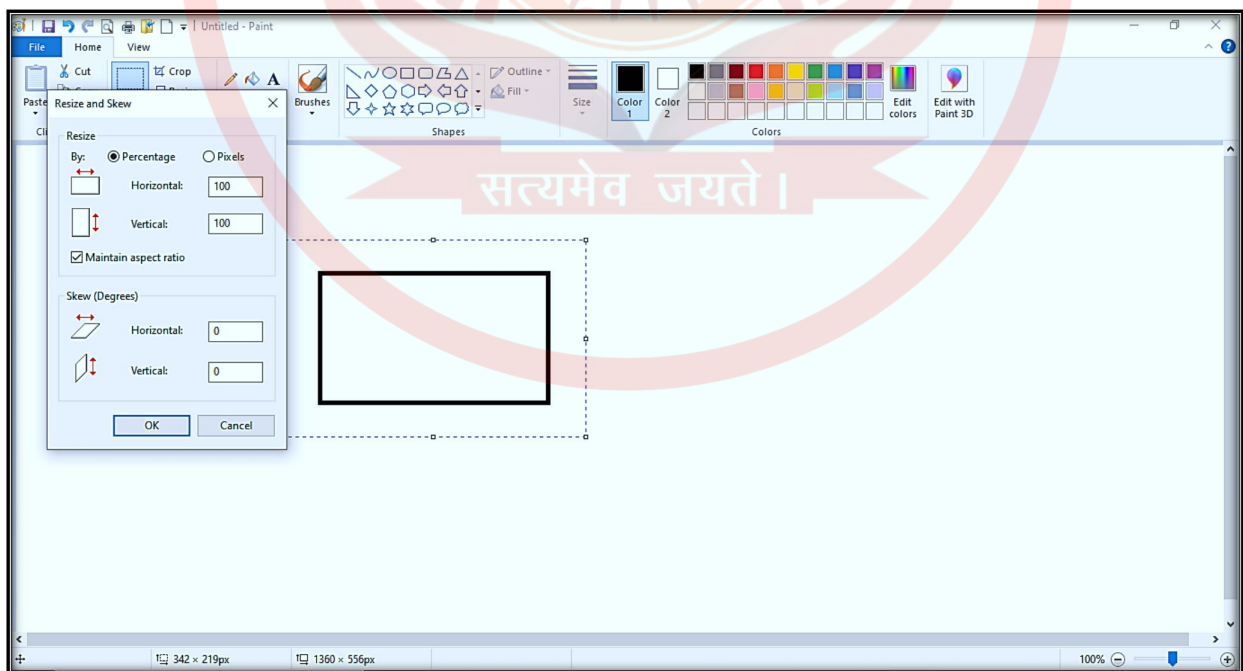 Untitled - Paint
File Home View
Cut
Crop
Paste
Brushes
Outline
Fill
Shapes
Size
Color 1
Color 2
Colors
Edit colors
Edit with Paint 3D
Resize and Skew
Resize
By: Percentage Pixels
Horizontal: 100
Vertical: 100
Maintain aspect ratio
Skew (Degrees)
Horizontal: 0
Vertical: 0
OK Cancel
सत्यमेव जयते।
342 × 219px
1360 × 556px
100%